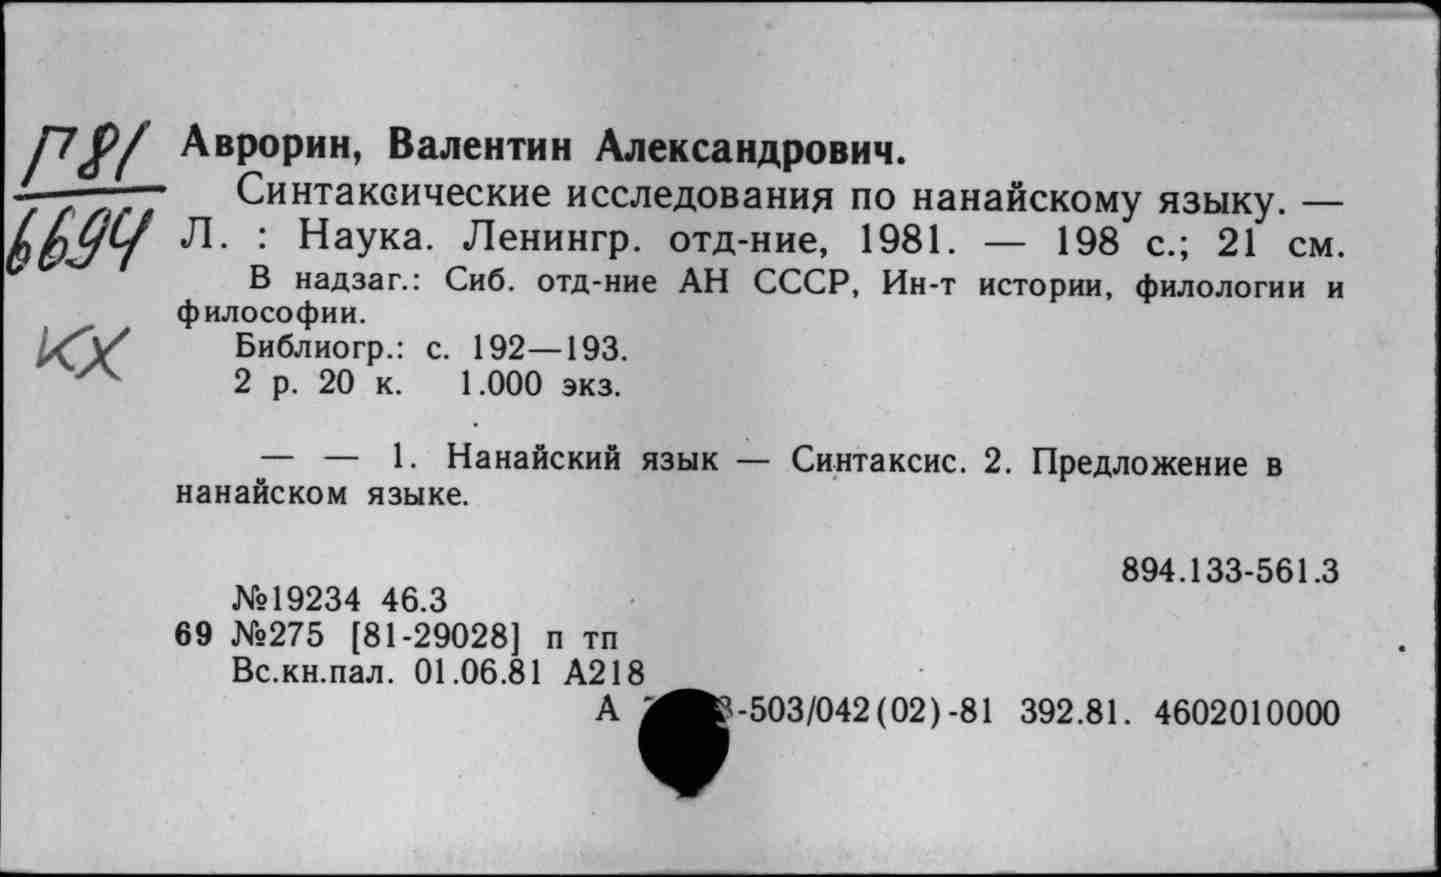 П81
6694
КХ
Аврорин, Валентин Александрович.
Синтаксические исследования по нанайскому языку. —
Л. : Наука. Ленингр. отд-ние, 1981. — 198 с.; 21 см.
В надзаг.: Сиб. отд-ние АН СССР, Ин-т истории, филологии и
философии.
Библиогр.: с. 192—193.
2 р. 20 к. 1.000 экз.
— — 1. Нанайский язык — Синтаксис. 2. Предложение в
нанайском языке.
894.133-561.3
№19234 46.3
69 №275 [81-29028] п тп
Вс.кн.пал. 01.06.81 А218
А -503/042(02)-81 392.81. 4602010000